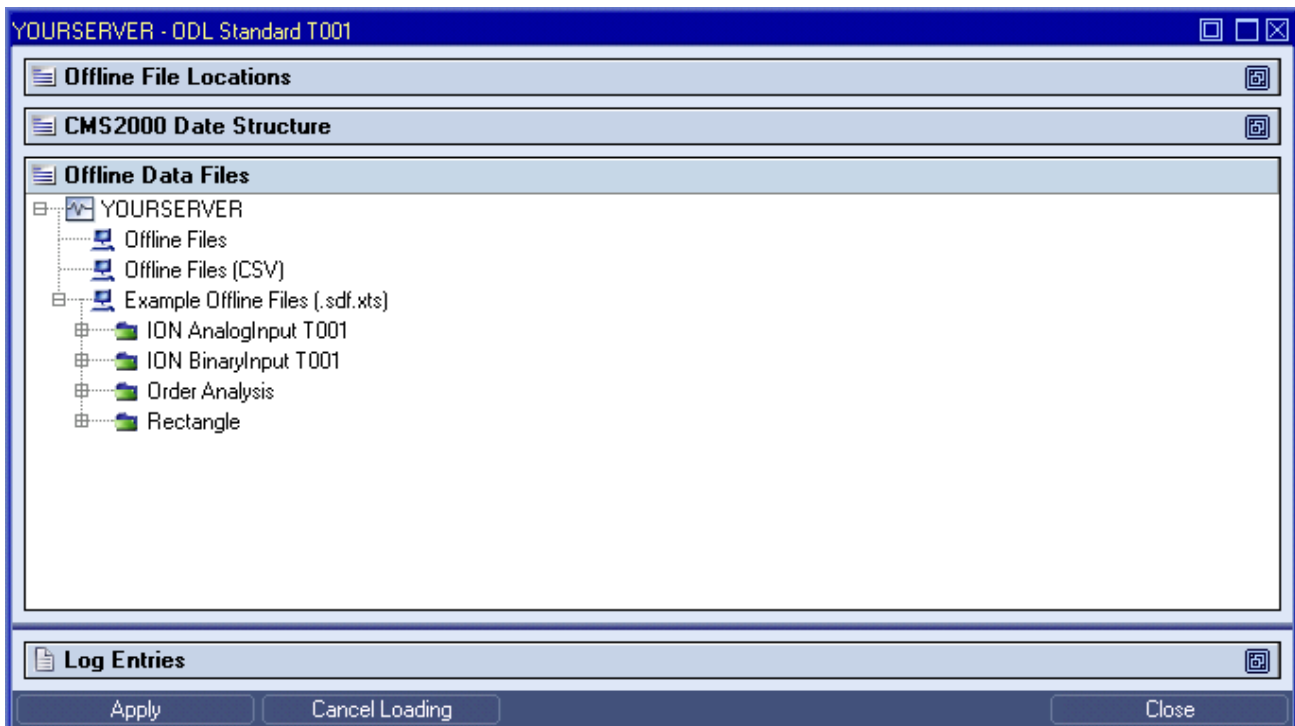 YOURSERVER - ODL Standard T001
Offline File Locations
CMS2000 Date Structure
Offline Data Files
YOURSERVER
Offline Files
Offline Files (CSV)
Example Offline Files (.sdf.xts)
ION AnalogInput T001
ION BinaryInput T001
Order Analysis
Rectangle
Log Entries
Apply Cancel Loading Close